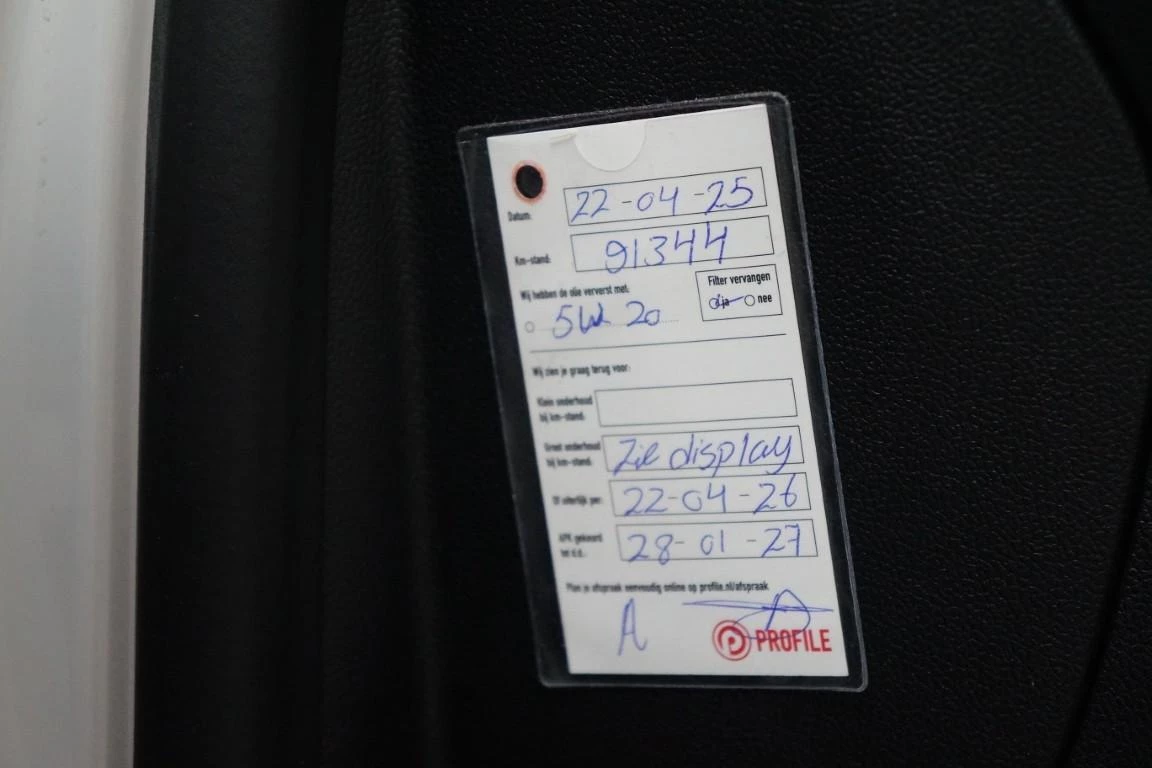 Datum: 22-04-25
Km-stand: 91344
Wij hebben de olie ververst met:
Filter vervangen
ja nee
5W 20
Wij zien je graag terug voor:
Klein onderhoud
bij km-stand:
Groot onderhoud
bij km-stand: Zie display
Of uiterlijk per: 22-04-26
APK gekeurd
tot d.d.: 28-01-27
Plan je afspraak eenvoudig online op profile.nl/afspraak
A
PROFILE